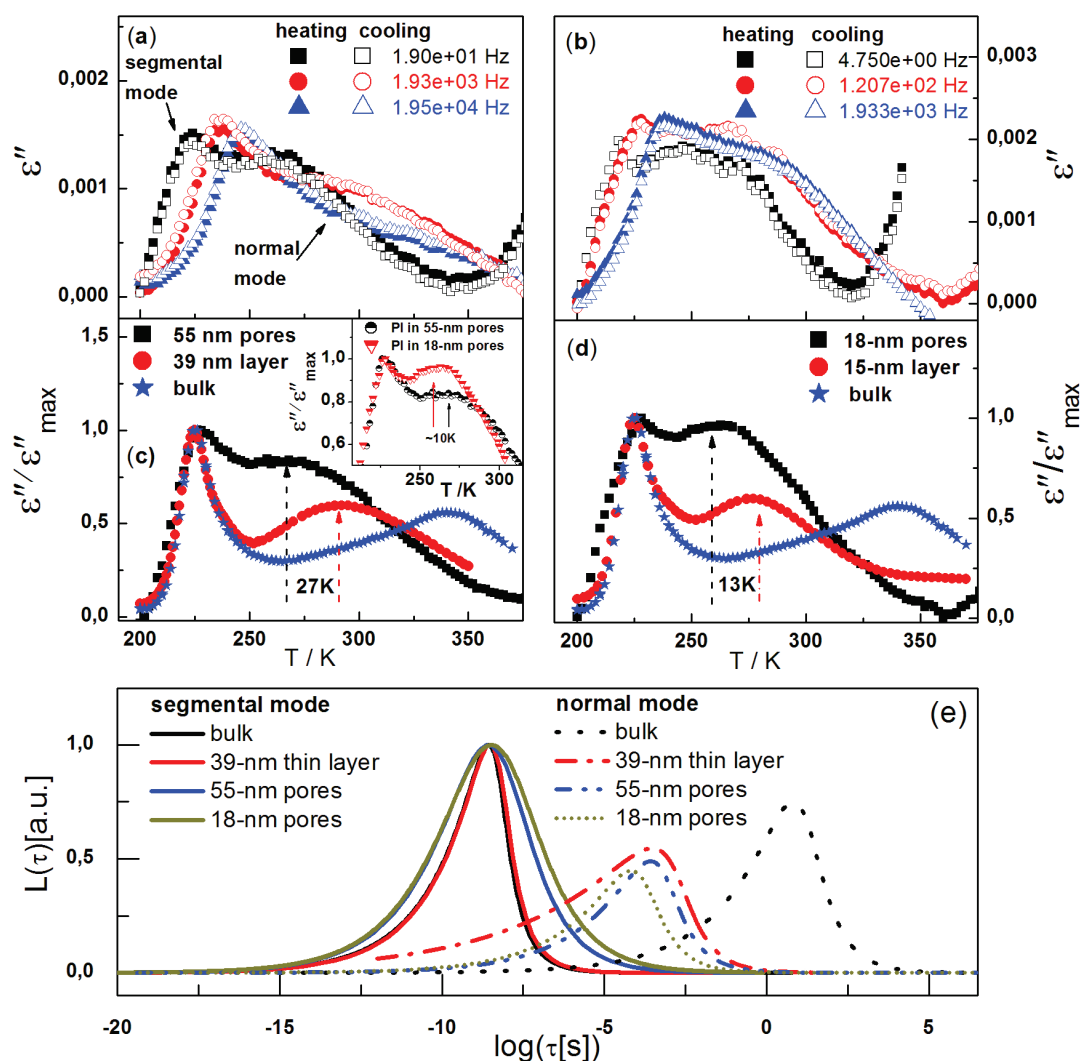 (a) heating cooling
segmental
mode
1.90e+01 Hz
1.93e+03 Hz
1.95e+04 Hz
normal
mode
ε''
0,002
0,001
0,000
(b) heating cooling
4.750e+00 Hz
1.207e+02 Hz
1.933e+03 Hz
0,003
0,002
0,001
0,000
ε''
1,5
1,0
0,5
0,0
ε''/ε''max
55 nm pores
39 nm layer
bulk
(c)
27K
PI in 55-nm pores
PI in 18-nm pores
ε''/ε''max
1,0
0,8
0,6
~10K
250 300
T /K
200 225 250 275 300 325 350
T / K
(d)
18-nm pores
15-nm layer
bulk
13K
1,0
0,5
0,0
ε''/ε''max
200 225 250 275 300 325 350
T / K
(e)
segmental mode
bulk
39-nm thin layer
55-nm pores
18-nm pores
normal mode
bulk
39-nm thin layer
55-nm pores
18-nm pores
L(τ)[a.u.]
1,0
0,5
0,0
-20 -15 -10 -5 0 5
log(τ[s])